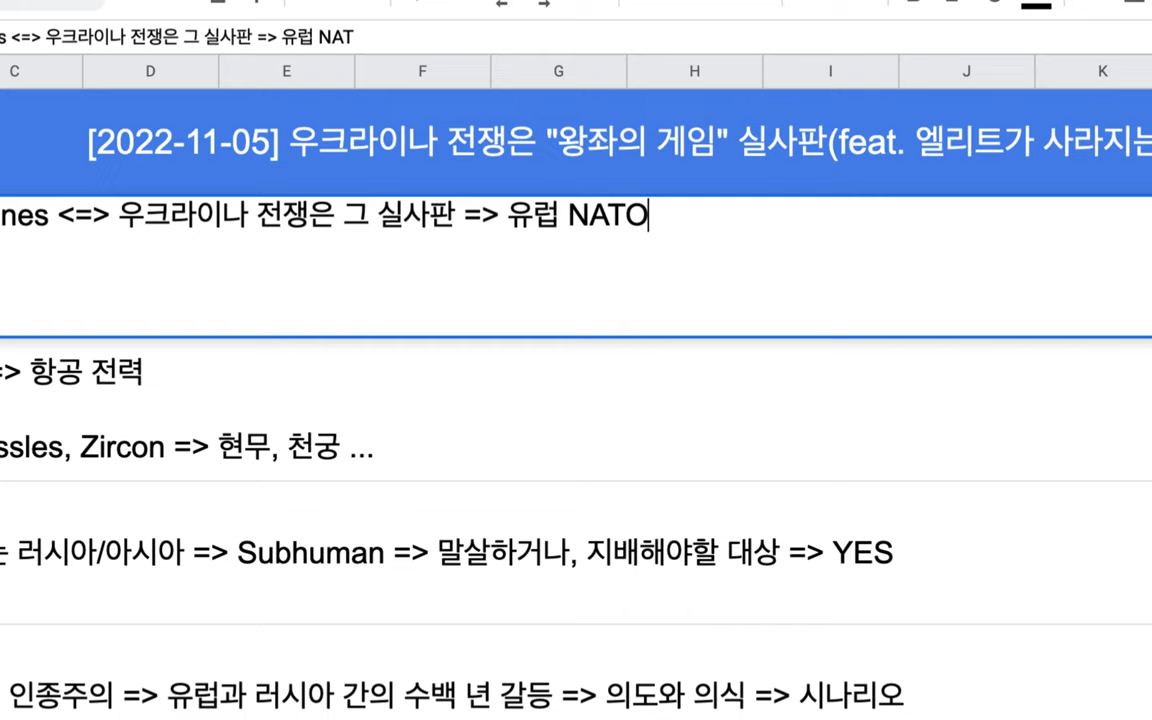 s <=> 우크라이나 전쟁은 그 실사판 => 유럽 NAT
C D E F G H I J K
[2022-11-05] 우크라이나 전쟁은 "왕좌의 게임" 실사판(feat. 엘리트가 사라지는
nes <=> 우크라이나 전쟁은 그 실사판 => 유럽 NATO
=> 항공 전력
ssles, Zircon => 현무, 천궁 ...
는 러시아/아시아 => Subhuman => 말살하거나, 지배해야할 대상 => YES
인종주의 => 유럽과 러시아 간의 수백 년 갈등 => 의도와 의식 => 시나리오